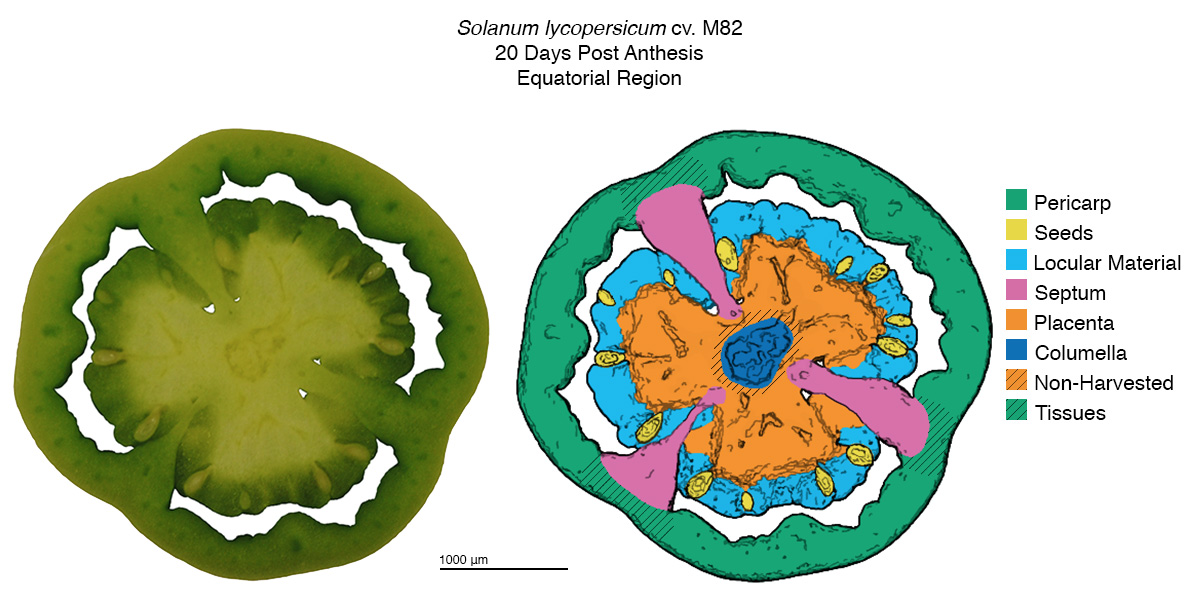 Solanum lycopersicum cv. M82
20 Days Post Anthesis
Equatorial Region
Pericarp
Seeds
Locular Material
Septum
Placenta
Columella
Non-Harvested
Tissues
1000 µm